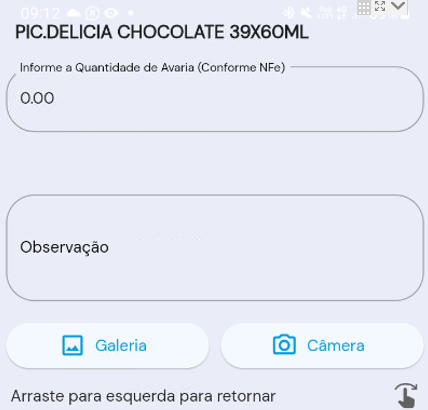 09:12
PIC.DELICIA CHOCOLATE 39X60ML
Informe a Quantidade de Avaria (Conforme NFe)
0.00
Observação
Galeria
Câmera
Arraste para esquerda para retornar